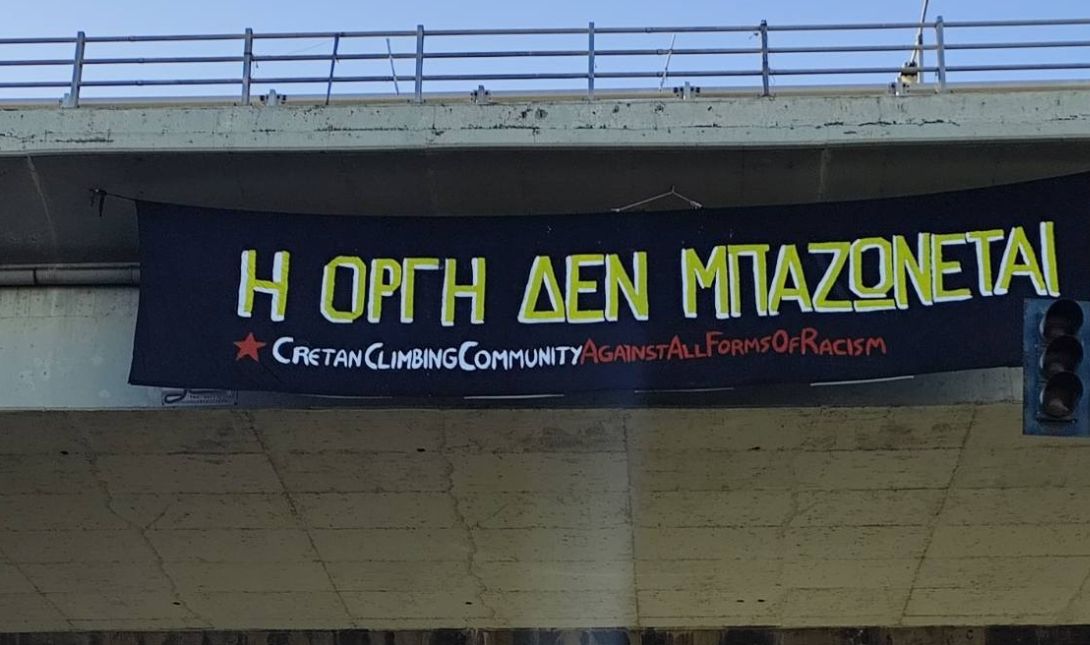 Η ΟΡΓΗ ΔΕΝ ΜΠΑΖΩΝΕΤΑΙ
CRETANCLIMBINGCOMMUNITYAGAINSTALLFORMSOFRACISM